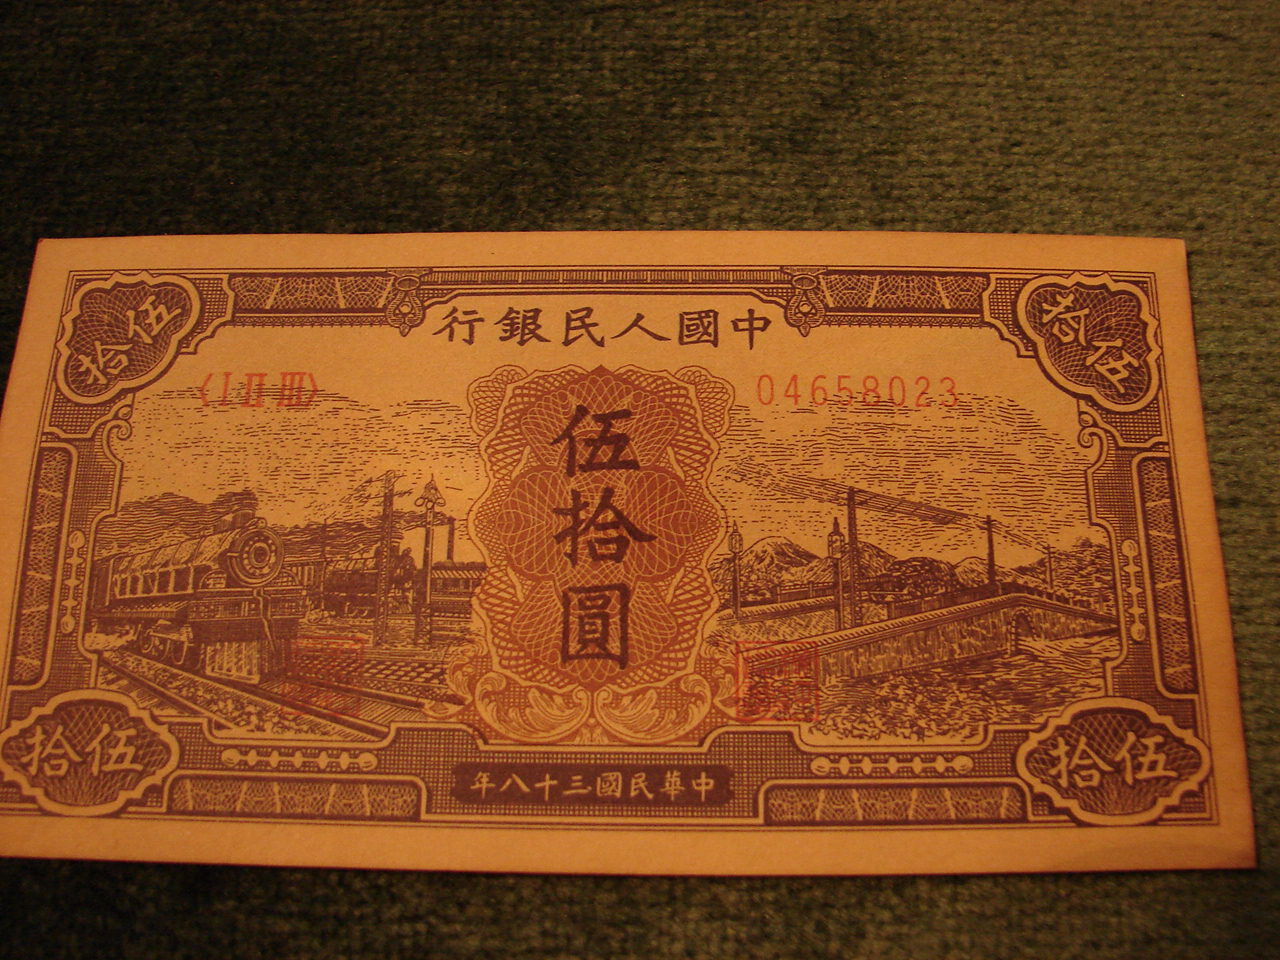 伍拾
中國人民銀行
伍拾
〈I II III〉
04658023
伍拾圓
伍拾
中華民國三十八年
伍拾